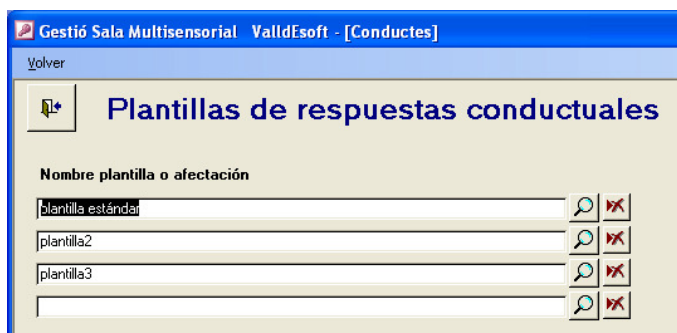 Gestió Sala Multisensorial ValldEsoft - [Conductes]
Volver
Plantillas de respuestas conductuales
Nombre plantilla o afectación
plantilla estándar
plantilla2
plantilla3